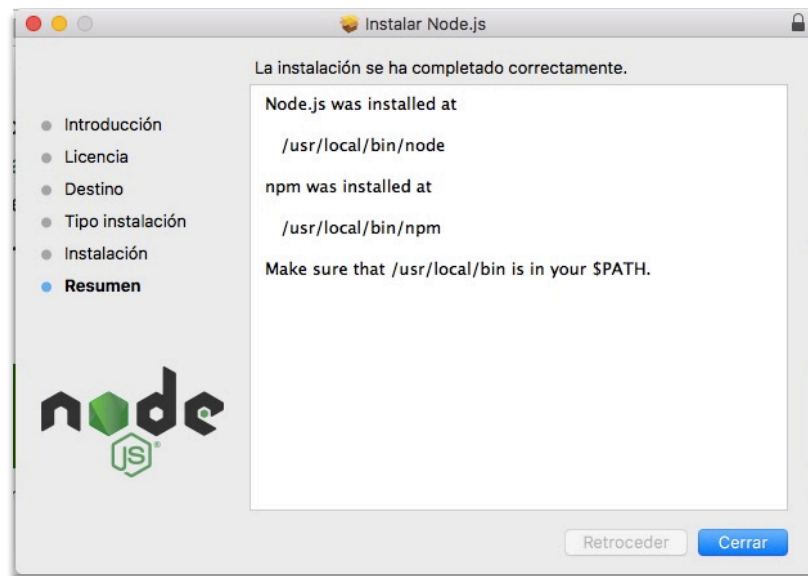 Instalar Node.js
La instalación se ha completado correctamente.
Introducción
Licencia
Destino
Tipo instalación
Instalación
Resumen
Node.js was installed at
/usr/local/bin/node
npm was installed at
/usr/local/bin/npm
Make sure that /usr/local/bin is in your $PATH.
node
JS®
Retroceder
Cerrar